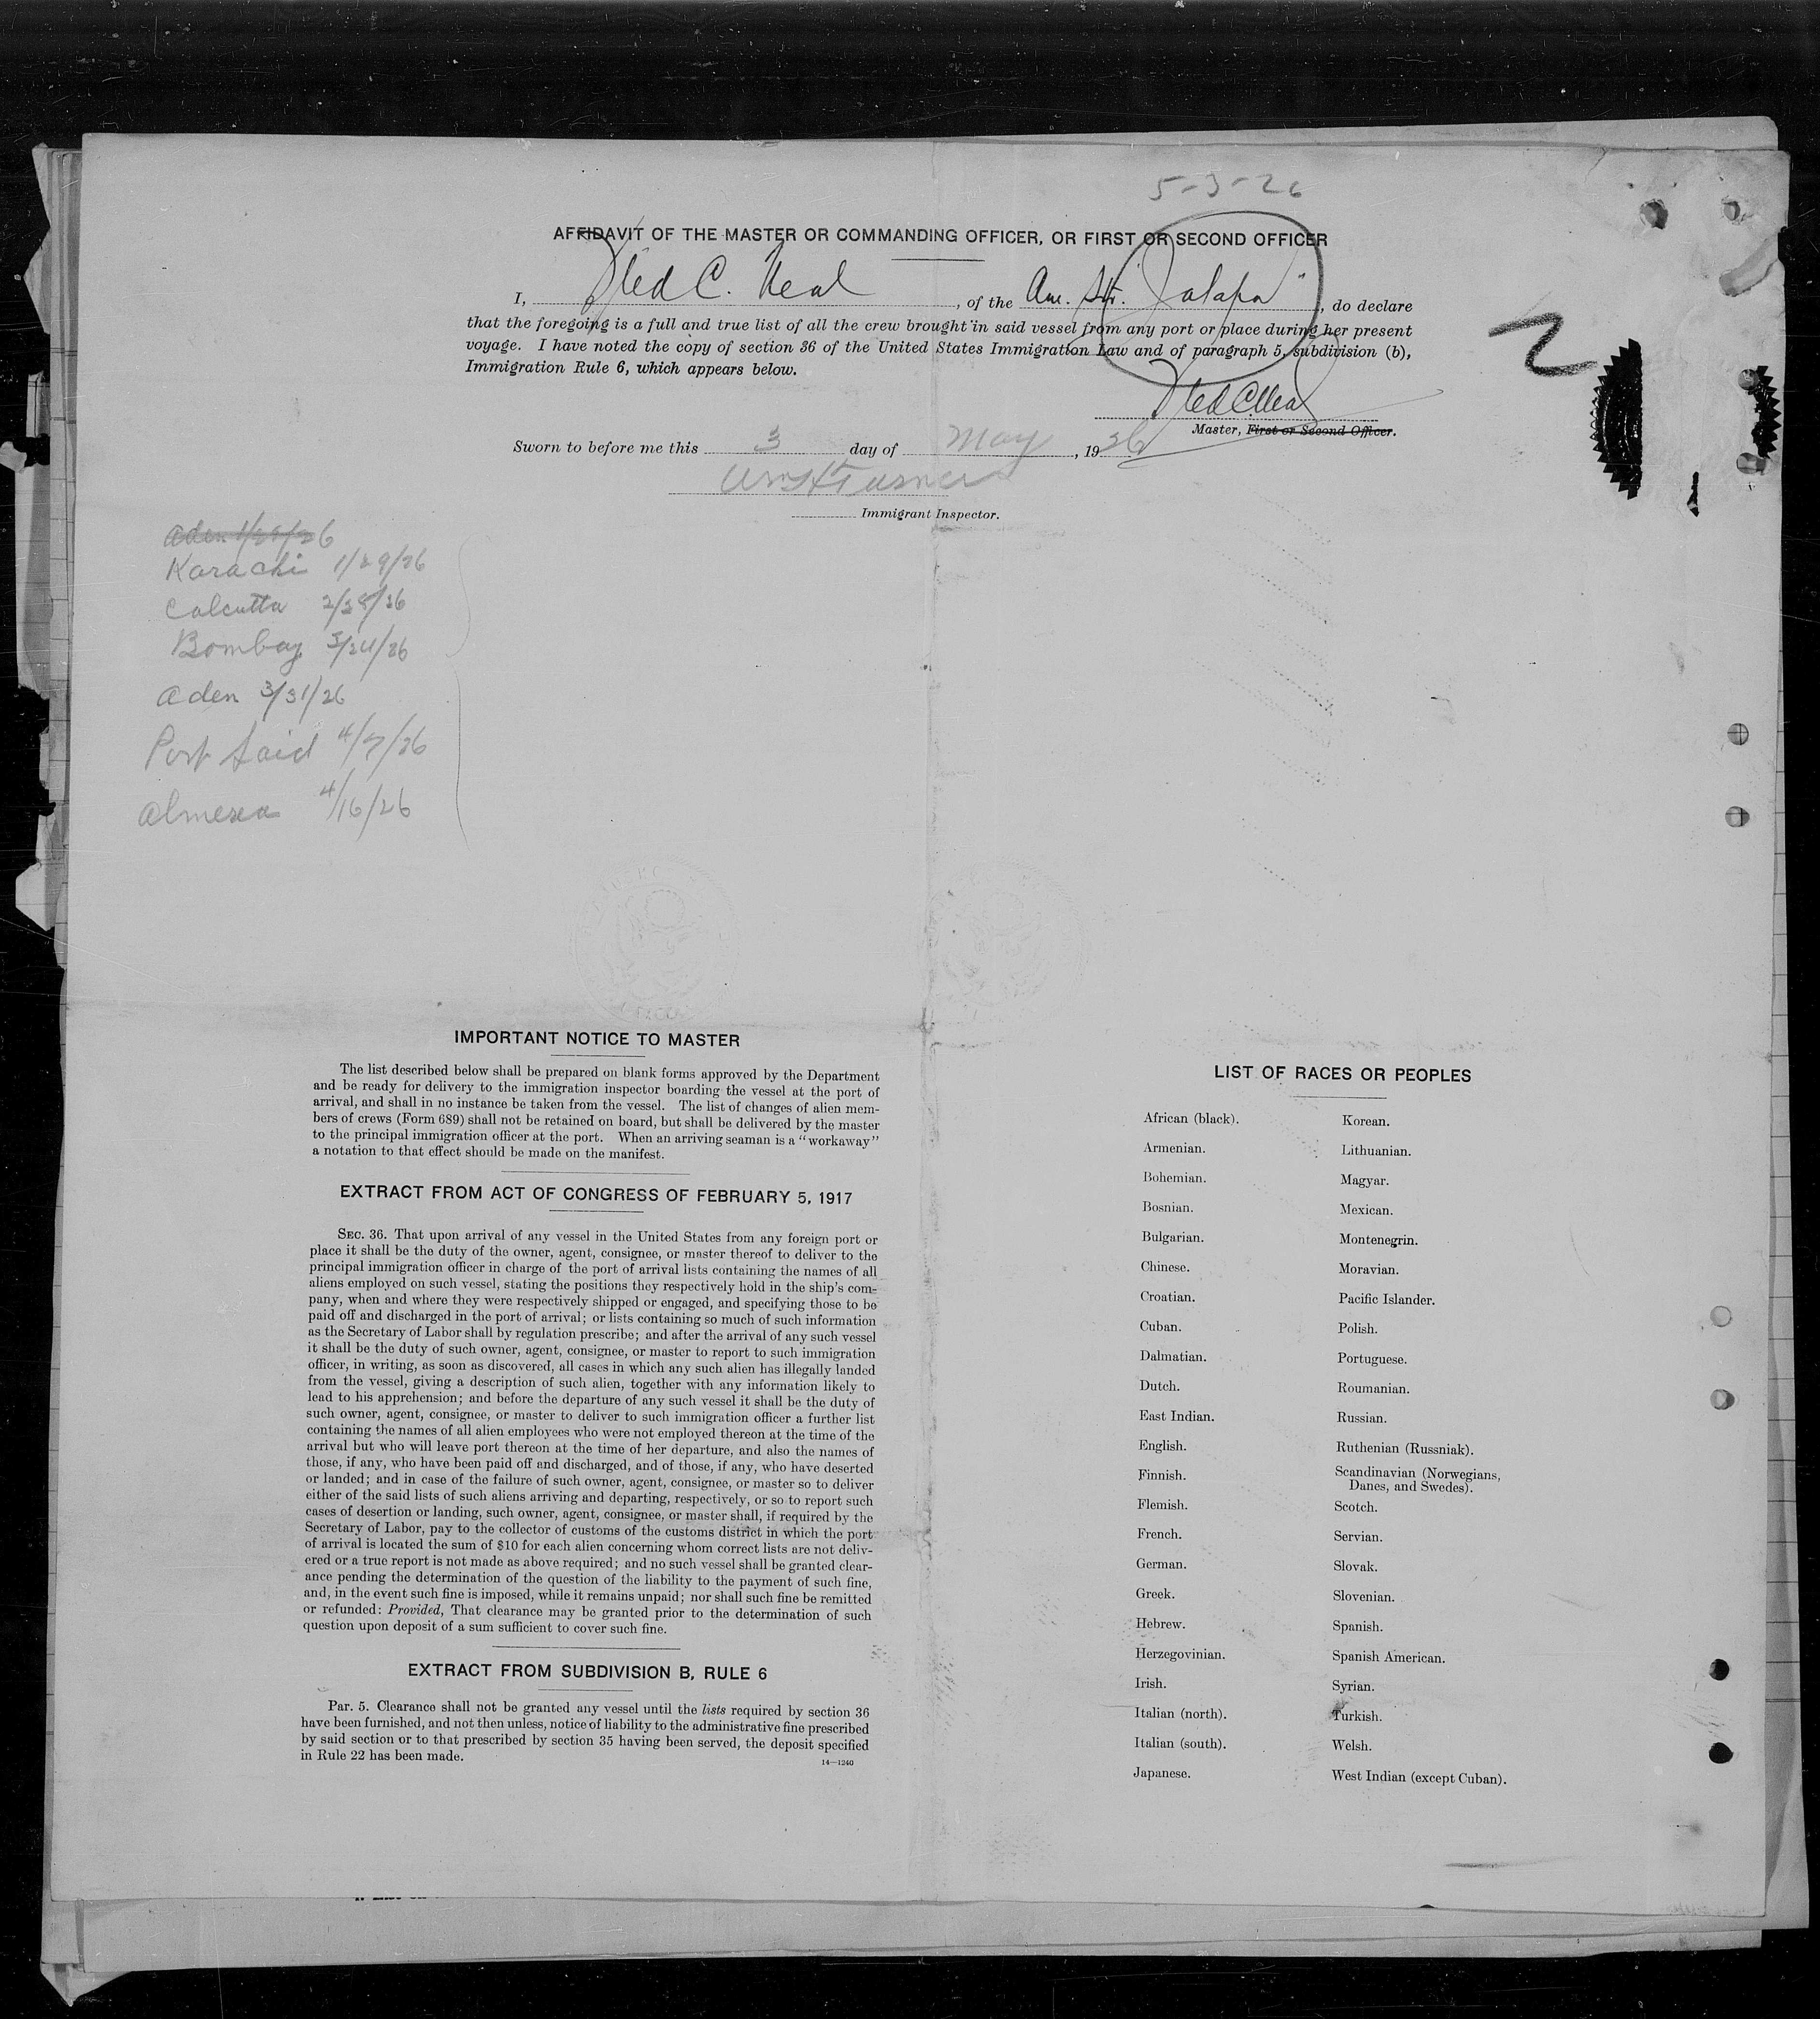 5-3-26
AFFIDAVIT OF THE MASTER OR COMMANDING OFFICER, OR FIRST OR SECOND OFFICER
I, Fled C. Neal, of the Am. Str. "Jalapa", do declare
that the foregoing is a full and true list of all the crew brought in said vessel from any port or place during her present
voyage. I have noted the copy of section 36 of the United States Immigration Law and of paragraph 5, subdivision (b),
Immigration Rule 6, which appears below.
2
Fled C. Neal
Master, First or Second Officer.
Sworn to before me this 3 day of May, 1926
Wm H Turner
Immigrant Inspector.
Aden 1/29/26
Karachi 1/29/26
Calcutta 2/25/26
Bombay 3/24/26
Aden 3/31/26
Port Said 4/7/26
Almeria 4/16/26
IMPORTANT NOTICE TO MASTER
The list described below shall be prepared on blank forms approved by the Department
and be ready for delivery to the immigration inspector boarding the vessel at the port of
arrival, and shall in no instance be taken from the vessel. The list of changes of alien mem-
bers of crews (Form 689) shall not be retained on board, but shall be delivered by the master
to the principal immigration officer at the port. When an arriving seaman is a "workaway"
a notation to that effect should be made on the manifest.
EXTRACT FROM ACT OF CONGRESS OF FEBRUARY 5, 1917
SEC. 36. That upon arrival of any vessel in the United States from any foreign port or
place it shall be the duty of the owner, agent, consignee, or master thereof to deliver to the
principal immigration officer in charge of the port of arrival lists containing the names of all
aliens employed on such vessel, stating the positions they respectively hold in the ship's com-
pany, when and where they were respectively shipped or engaged, and specifying those to be
paid off and discharged in the port of arrival; or lists containing so much of such information
as the Secretary of Labor shall by regulation prescribe; and after the arrival of any such vessel
it shall be the duty of such owner, agent, consignee, or master to report to such immigration
officer, in writing, as soon as discovered, all cases in which any such alien has illegally landed
from the vessel, giving a description of such alien, together with any information likely to
lead to his apprehension; and before the departure of any such vessel it shall be the duty of
such owner, agent, consignee, or master to deliver to such immigration officer a further list
containing the names of all alien employees who were not employed thereon at the time of the
arrival but who will leave port thereon at the time of her departure, and also the names of
those, if any, who have been paid off and discharged, and of those, if any, who have deserted
or landed; and in case of the failure of such owner, agent, consignee, or master so to deliver
either of the said lists of such aliens arriving and departing, respectively, or so to report such
cases of desertion or landing, such owner, agent, consignee, or master shall, if required by the
Secretary of Labor, pay to the collector of customs of the customs district in which the port
of arrival is located the sum of $10 for each alien concerning whom correct lists are not deliv-
ered or a true report is not made as above required; and no such vessel shall be granted clear-
ance pending the determination of the question of the liability to the payment of such fine,
and, in the event such fine is imposed, while it remains unpaid; nor shall such fine be remitted
or refunded: Provided, That clearance may be granted prior to the determination of such
question upon deposit of a sum sufficient to cover such fine.
EXTRACT FROM SUBDIVISION B, RULE 6
Par. 5. Clearance shall not be granted any vessel until the lists required by section 36
have been furnished, and not then unless, notice of liability to the administrative fine prescribed
by said section or to that prescribed by section 35 having been served, the deposit specified
in Rule 22 has been made.
14—1240
LIST OF RACES OR PEOPLES
African (black).
Armenian.
Bohemian.
Bosnian.
Bulgarian.
Chinese.
Croatian.
Cuban.
Dalmatian.
Dutch.
East Indian.
English.
Finnish.
Flemish.
French.
German.
Greek.
Hebrew.
Herzegovinian.
Irish.
Italian (north).
Italian (south).
Japanese.
Korean.
Lithuanian.
Magyar.
Mexican.
Montenegrin.
Moravian.
Pacific Islander.
Polish.
Portuguese.
Roumanian.
Russian.
Ruthenian (Russniak).
Scandinavian (Norwegians,
Danes, and Swedes).
Scotch.
Servian.
Slovak.
Slovenian.
Spanish.
Spanish American.
Syrian.
Turkish.
Welsh.
West Indian (except Cuban).